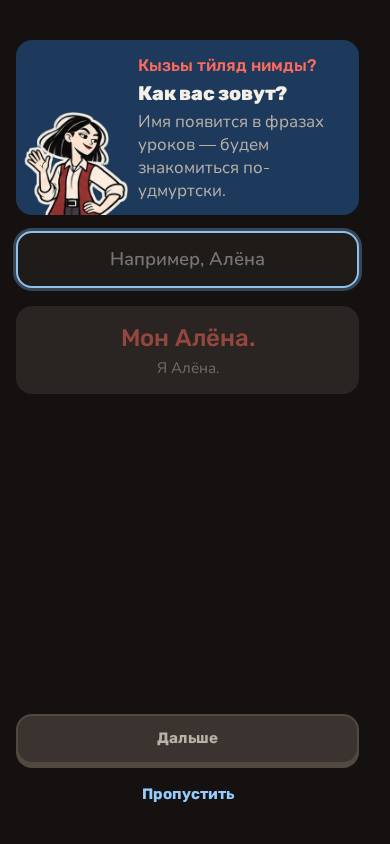 Кызьы тӥляд нимды?
Как вас зовут?
Имя появится в фразах
уроков — будем
знакомиться по-
удмуртски.
Например, Алёна
Мон Алёна.
Я Алёна.
Дальше
Пропустить